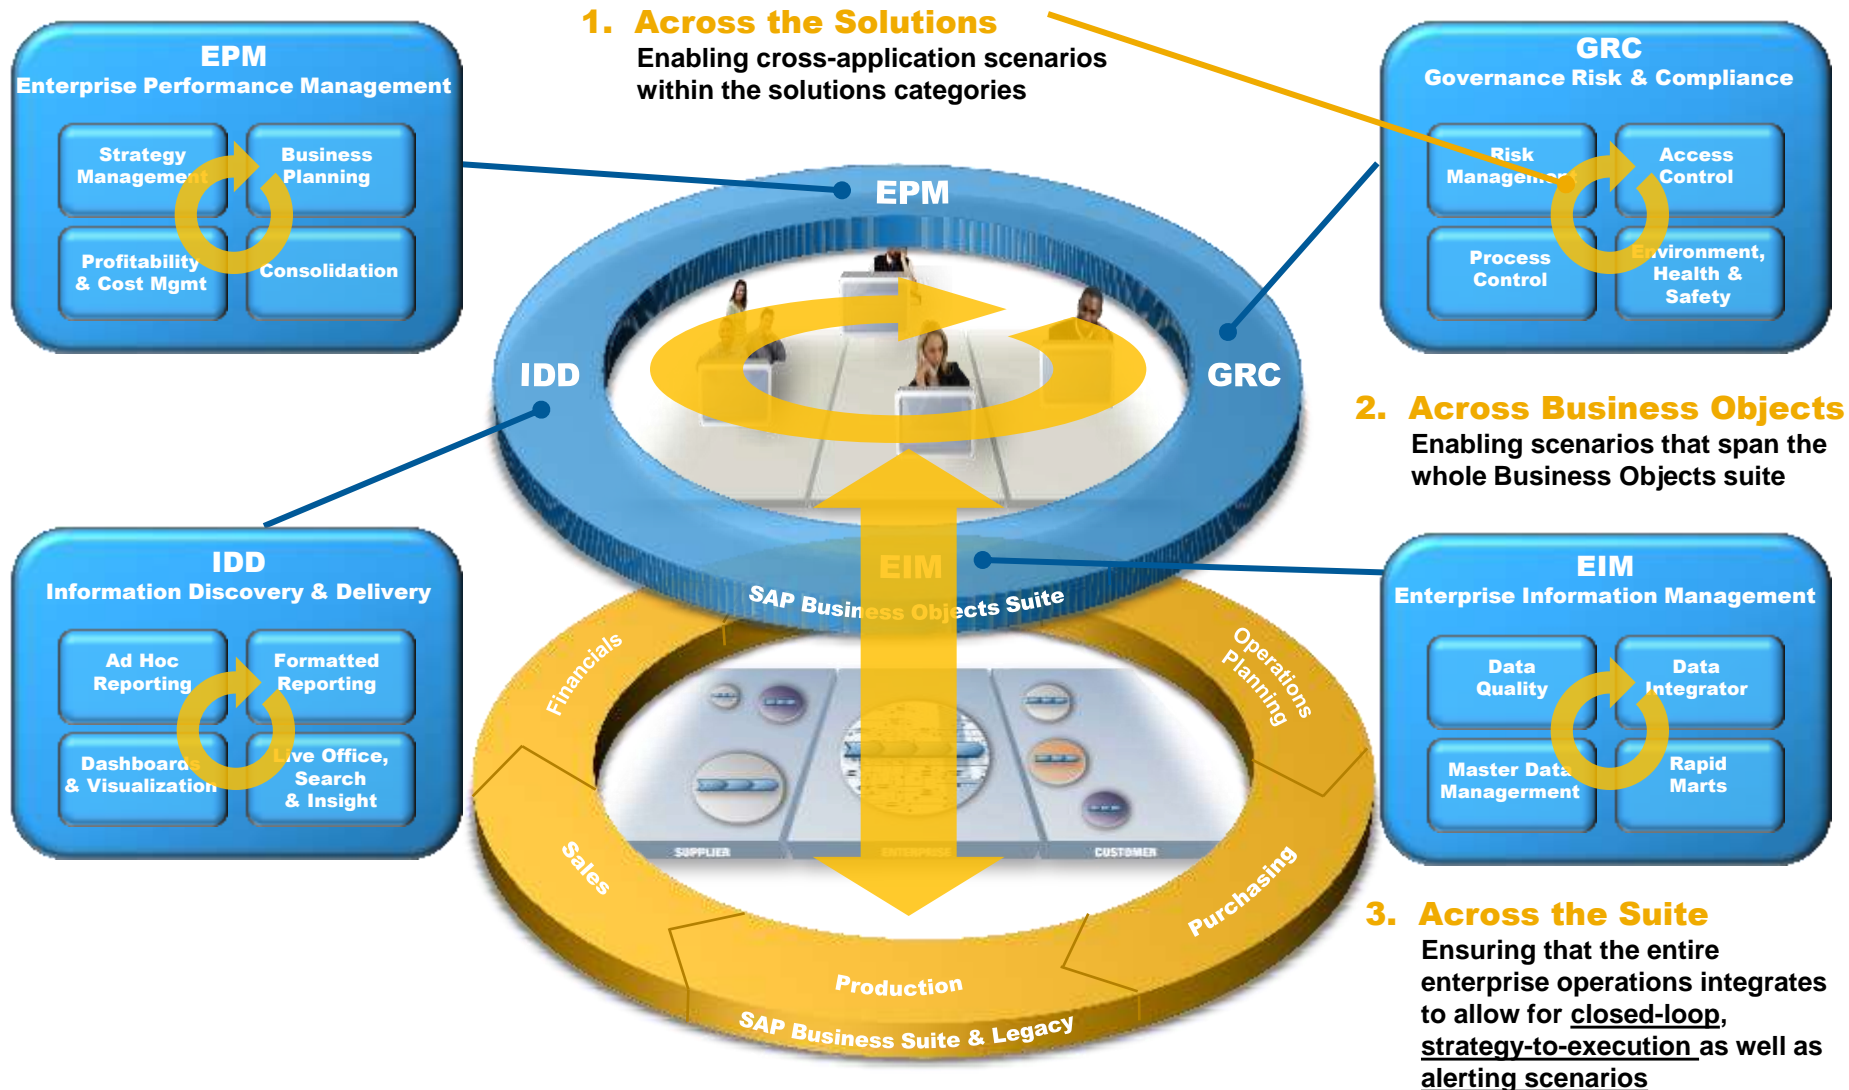 1. Across the Solutions
Enabling cross-application scenarios
within the solutions categories
EPM
Enterprise Performance Management
Strategy
Management
Business
Planning
Profitability
& Cost Mgmt
Consolidation
GRC
Governance Risk & Compliance
Risk
Management
Access
Control
Process
Control
Environment,
Health &
Safety
EPM
IDD
GRC
EIM
SAP Business Objects Suite
2. Across Business Objects
Enabling scenarios that span the
whole Business Objects suite
IDD
Information Discovery & Delivery
Ad Hoc
Reporting
Formatted
Reporting
Dashboards
& Visualization
Live Office,
Search
& Insight
EIM
Enterprise Information Management
Data
Quality
Data
Integrator
Master Data
Managerment
Rapid
Marts
Financials
Operations
Planning
Sales
Purchasing
Production
SUPPLIER
ENTERPRISE
CUSTOMER
SAP Business Suite & Legacy
3. Across the Suite
Ensuring that the entire
enterprise operations integrates
to allow for closed-loop,
strategy-to-execution as well as
alerting scenarios